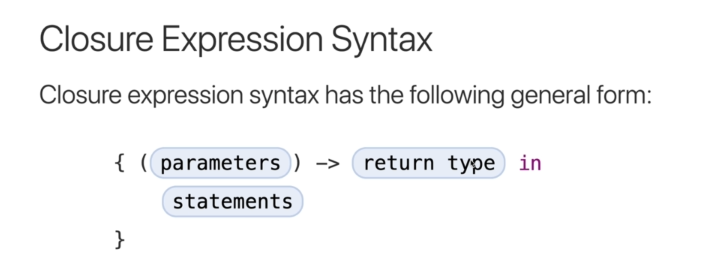 Closure Expression Syntax
Closure expression syntax has the following general form:
{ (parameters) -> return type in
statements
}